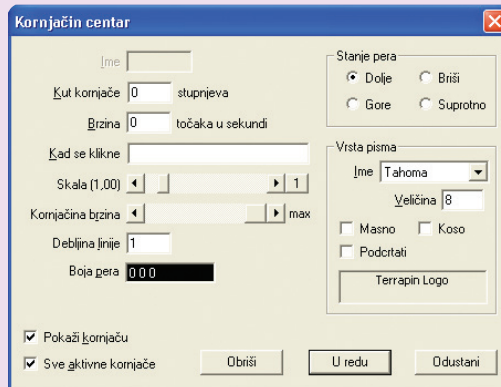 Kornjačin centar
Ime
Kut kornjače 0 stupnjeva
Brzina 0 točaka u sekundi
Kad se klikne
Skala (1,00) 1
Kornjačina brzina max
Debljina linije 1
Boja pera 0 0 0
Stanje pera
Dolje Briši
Gore Suprotno
Vrsta pisma
Ime Tahoma
Veličina 8
Masno Koso
Podcrtati
Terrapin Logo
Pokaži kornjaču
Sve aktivne kornjače
Obriši U redu Odustani